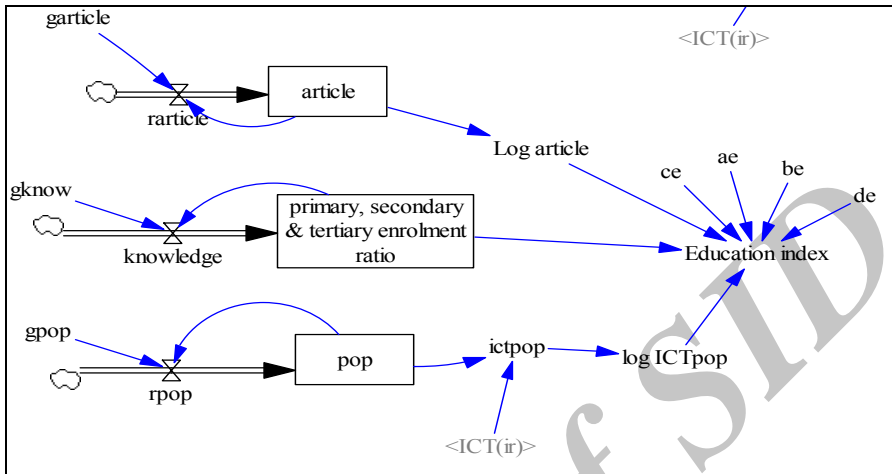 garticle
<ICT(ir)>
article
rarticle
Log article
ae
ce
be
gknow
de
primary, secondary
& tertiary enrolment
ratio
knowledge
Education index
gpop
pop
ictpop
log ICTpop
rpop
<ICT(ir)>
f SID